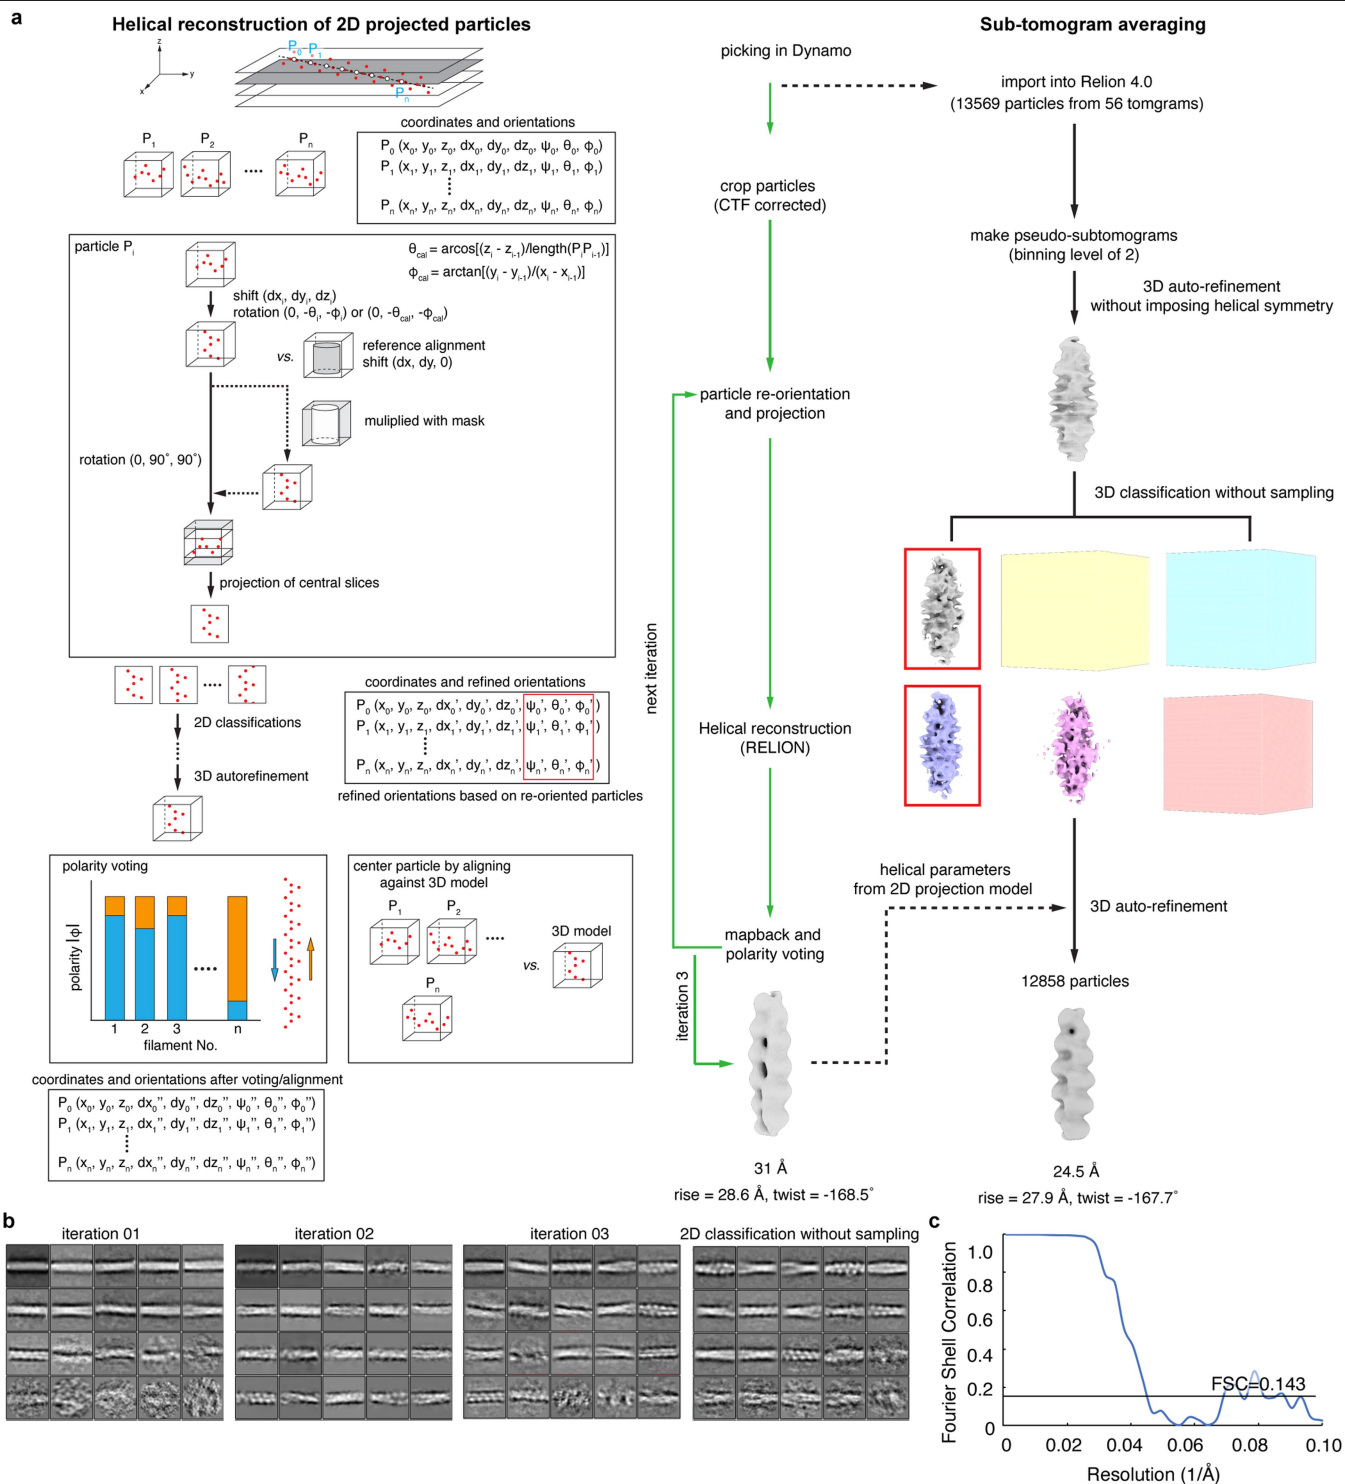 a
Helical reconstruction of 2D projected particles
z
y
x
P0 P1
Pn
coordinates and orientations
P1 P2 Pn
P0 (x0, y0, z0, dx0, dy0, dz0, ψ0, θ0, ϕ0)
P1 (x1, y1, z1, dx1, dy1, dz1, ψ1, θ1, ϕ1)
Pn (xn, yn, zn, dxn, dyn, dzn, ψn, θn, ϕn)
particle Pi
θcal = arcos[(zi - zi-1)/length(PiPi-1)]
ϕcal = arctan[(yi - yi-1)/(xi - xi-1)]
shift (dxi, dyi, dzi)
rotation (0, -θi, -ϕi) or (0, -θcal, -ϕcal)
vs.
reference alignment
shift (dx, dy, 0)
muliplied with mask
rotation (0, 90˚, 90˚)
projection of central slices
2D classifications
3D autorefinement
coordinates and refined orientations
P0 (x0, y0, z0, dx0’, dy0’, dz0’, ψ0’, θ0’, ϕ0’)
P1 (x1, y1, z1, dx1’, dy1’, dz1’, ψ1’, θ1’, ϕ1’)
Pn (xn, yn, zn, dxn’, dyn’, dzn’, ψn’, θn’, ϕn’)
refined orientations based on re-oriented particles
polarity voting
polarity |ϕ|
1 2 3 n
filament No.
center particle by aligning
against 3D model
P1 P2
Pn
vs.
3D model
coordinates and orientations after voting/alignment
P0 (x0, y0, z0, dx0”, dy0”, dz0”, ψ0”, θ0”, ϕ0”)
P1 (x1, y1, z1, dx1”, dy1”, dz1”, ψ1”, θ1”, ϕ1”)
Pn (xn, yn, zn, dxn”, dyn”, dzn”, ψn”, θn”, ϕn”)
picking in Dynamo
crop particles
(CTF corrected)
particle re-orientation
and projection
next iteration
Helical reconstruction
(RELION)
mapback and
polarity voting
iteration 3
31 Å
rise = 28.6 Å, twist = -168.5˚
helical parameters
from 2D projection model
Sub-tomogram averaging
import into Relion 4.0
(13569 particles from 56 tomgrams)
make pseudo-subtomograms
(binning level of 2)
3D auto-refinement
without imposing helical symmetry
3D classification without sampling
3D auto-refinement
12858 particles
24.5 Å
rise = 27.9 Å, twist = -167.7˚
b
iteration 01
iteration 02
iteration 03
2D classification without sampling
c
Fourier Shell Correlation
1.0
0.8
0.6
0.4
0.2
0
FSC=0.143
0 0.02 0.04 0.06 0.08 0.10
Resolution (1/Å)